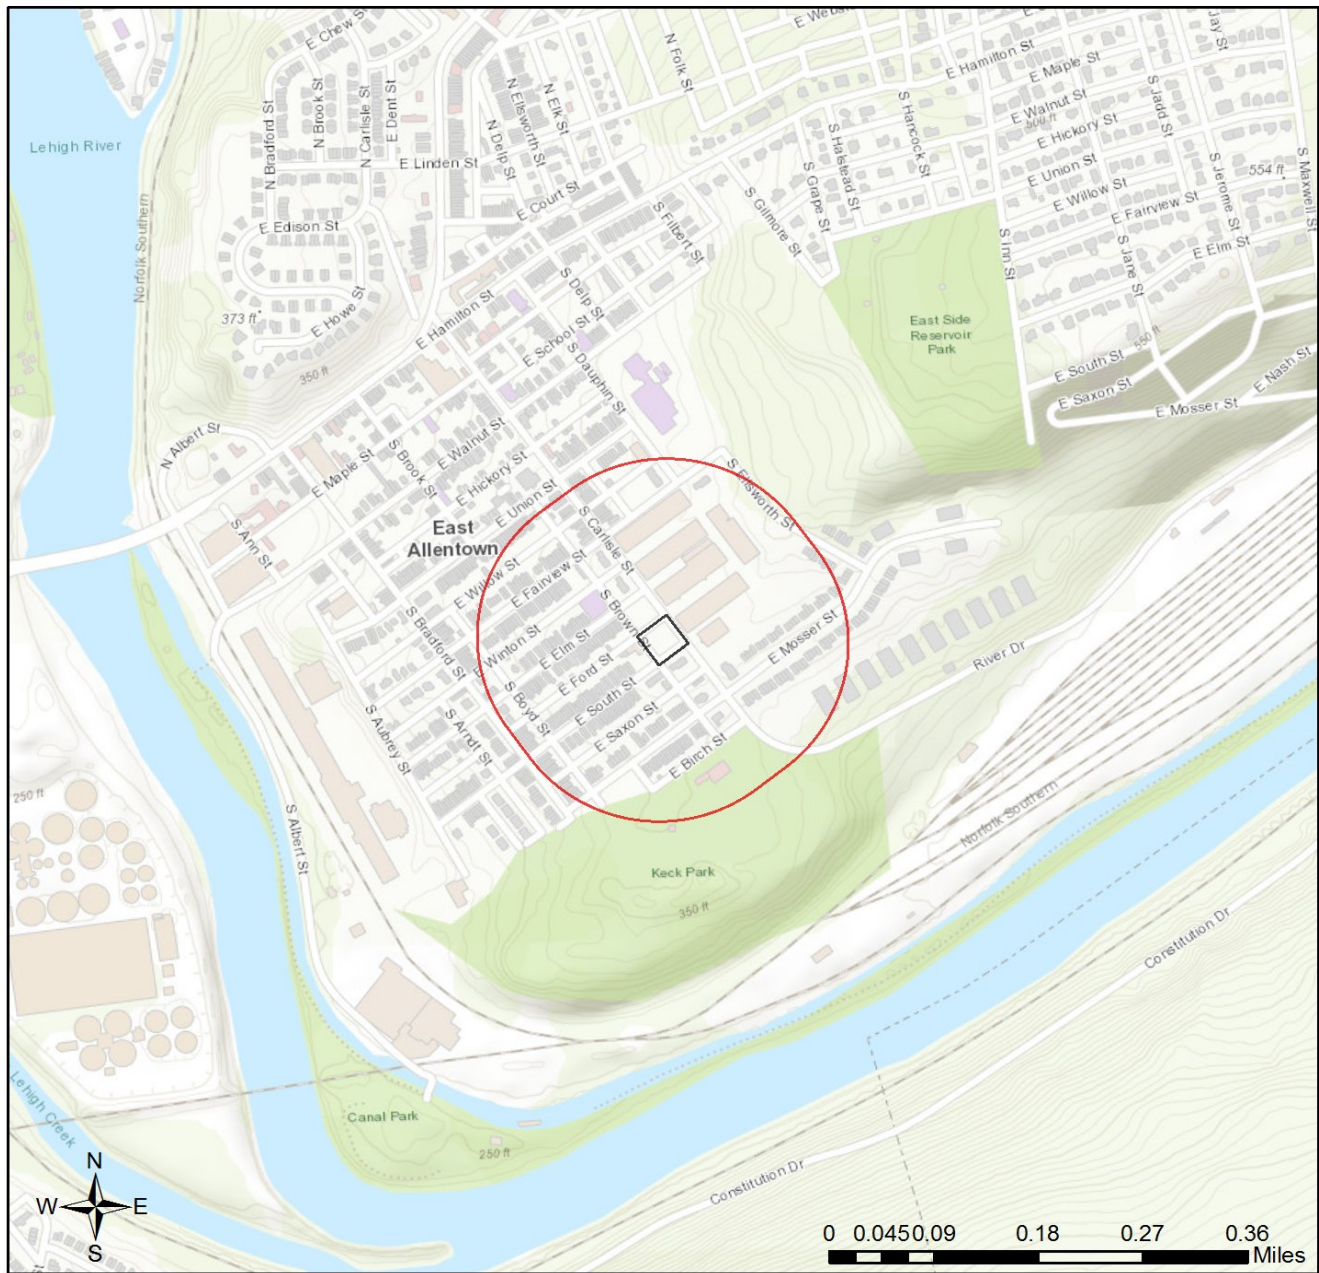 E Chew St
E Webster
Jay St
N Folk St
E Hamilton St
E Maple St
N Bradford St
N Brook St
N Carlisle St
E Dent St
N Ellsworth St
N Elk St
S Hancock St
E Walnut St
500 ft
S Jadd St
Lehigh River
N Delp St
E Hickory St
E Linden St
S Halstead St
E Union St
S Jerome St
554 ft
S Maxwell St
E Court St
S Grape St
E Willow St
S Gilmore St
E Fairview St
S Filbert St
E Edison St
Norfolk Southern
S Inn St
S Jane St
E Elm St
373 ft
E Howe St
E Hamilton St
S Delp St
E School St
East Side
Reservoir
Park
550 ft
350 ft
S Dauphin St
E South St
E Saxon St
E Nash St
E Mosser St
N Albert St
E Walnut St
S Brook St
E Maple St
E Hickory St
S Ellsworth St
E Union St
S Ann St
East
Allentown
S Carlisle St
E Willow St
E Fairview St
S Bradford St
E Winton St
S Brown St
E Elm St
E Mosser St
E Ford St
River Dr
S Boyd St
E South St
S Aubrey St
S Arndt St
E Saxon St
E Birch St
250 ft
S Albert St
Norfolk Southern
Keck Park
350 ft
Constitution Dr
Lehigh Creek
Canal Park
250 ft
Constitution Dr
N
W E
S
0 0.045 0.09 0.18 0.27 0.36
Miles